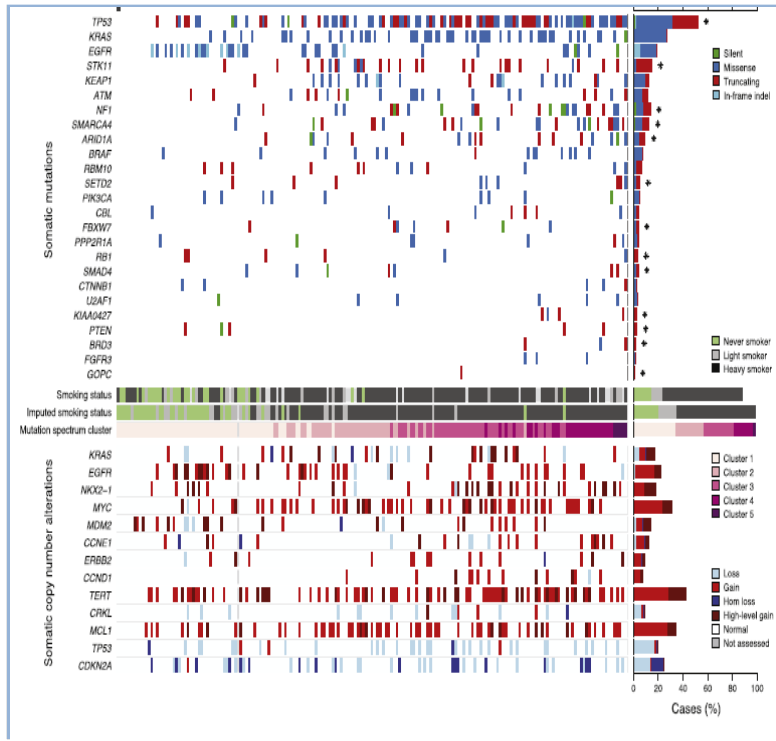 Somatic mutations
TP53
KRAS
EGFR
STK11
KEAP1
ATM
NF1
SMARCA4
ARID1A
BRAF
RBM10
SETD2
PIK3CA
CBL
FBXW7
PPP2R1A
RB1
SMAD4
CTNNB1
U2AF1
KIAA0427
PTEN
BRD3
FGFR3
GOPC
Silent
Missense
Truncating
In-frame indel
Never smoker
Light smoker
Heavy smoker
Smoking status
Imputed smoking status
Mutation spectrum cluster
Somatic copy number alterations
KRAS
EGFR
NKX2-1
MYC
MDM2
CCNE1
ERBB2
CCND1
TERT
CRKL
MCL1
TP53
CDKN2A
Cluster 1
Cluster 2
Cluster 3
Cluster 4
Cluster 5
Loss
Gain
Hom loss
High-level gain
Normal
Not assessed
0 20 40 60 80 100
Cases (%)